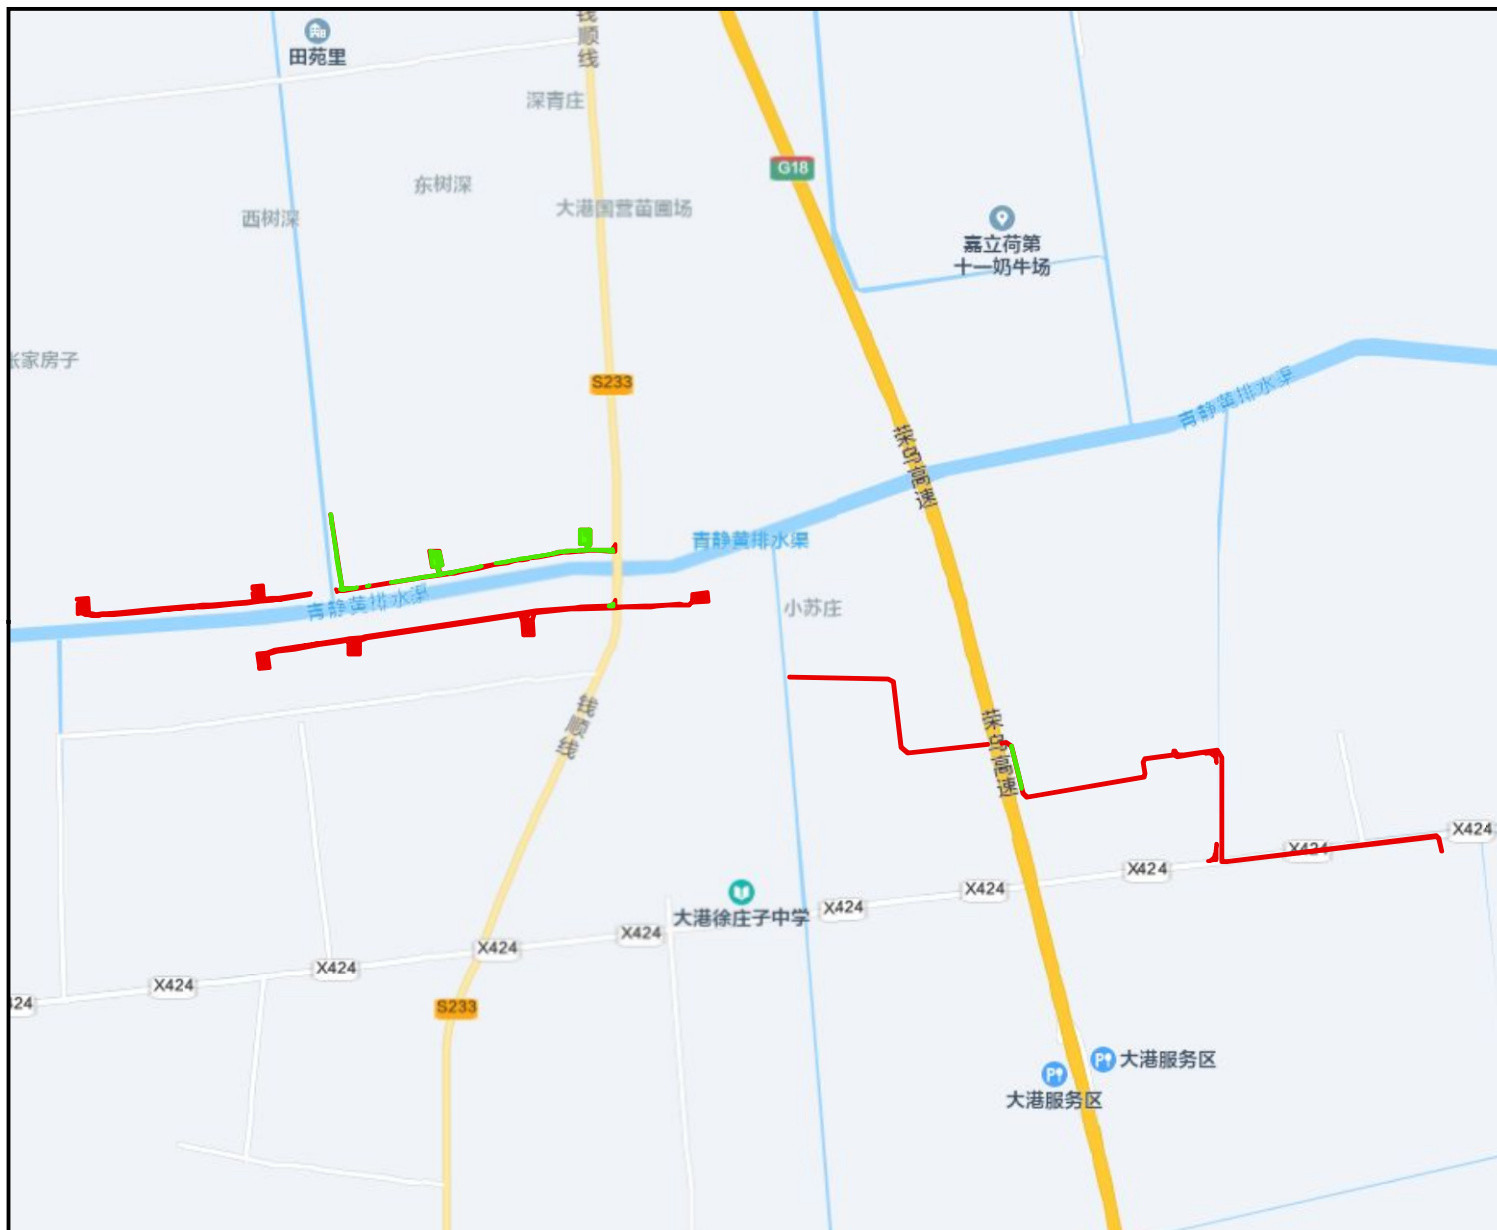 钱
顺
线
田苑里
深青庄
G18
东树深
大港国营苗圃场
西树深
嘉立荷第
十一奶牛场
张家房子
S233
青静黄排水渠
荣乌高速
青静黄排水渠
青静黄排水渠
小苏庄
钱
顺
线
荣乌高速
X424
X424
X424
X424
大港徐庄子中学
X424
X424
X424
X424
X424
424
S233
大港服务区
大港服务区